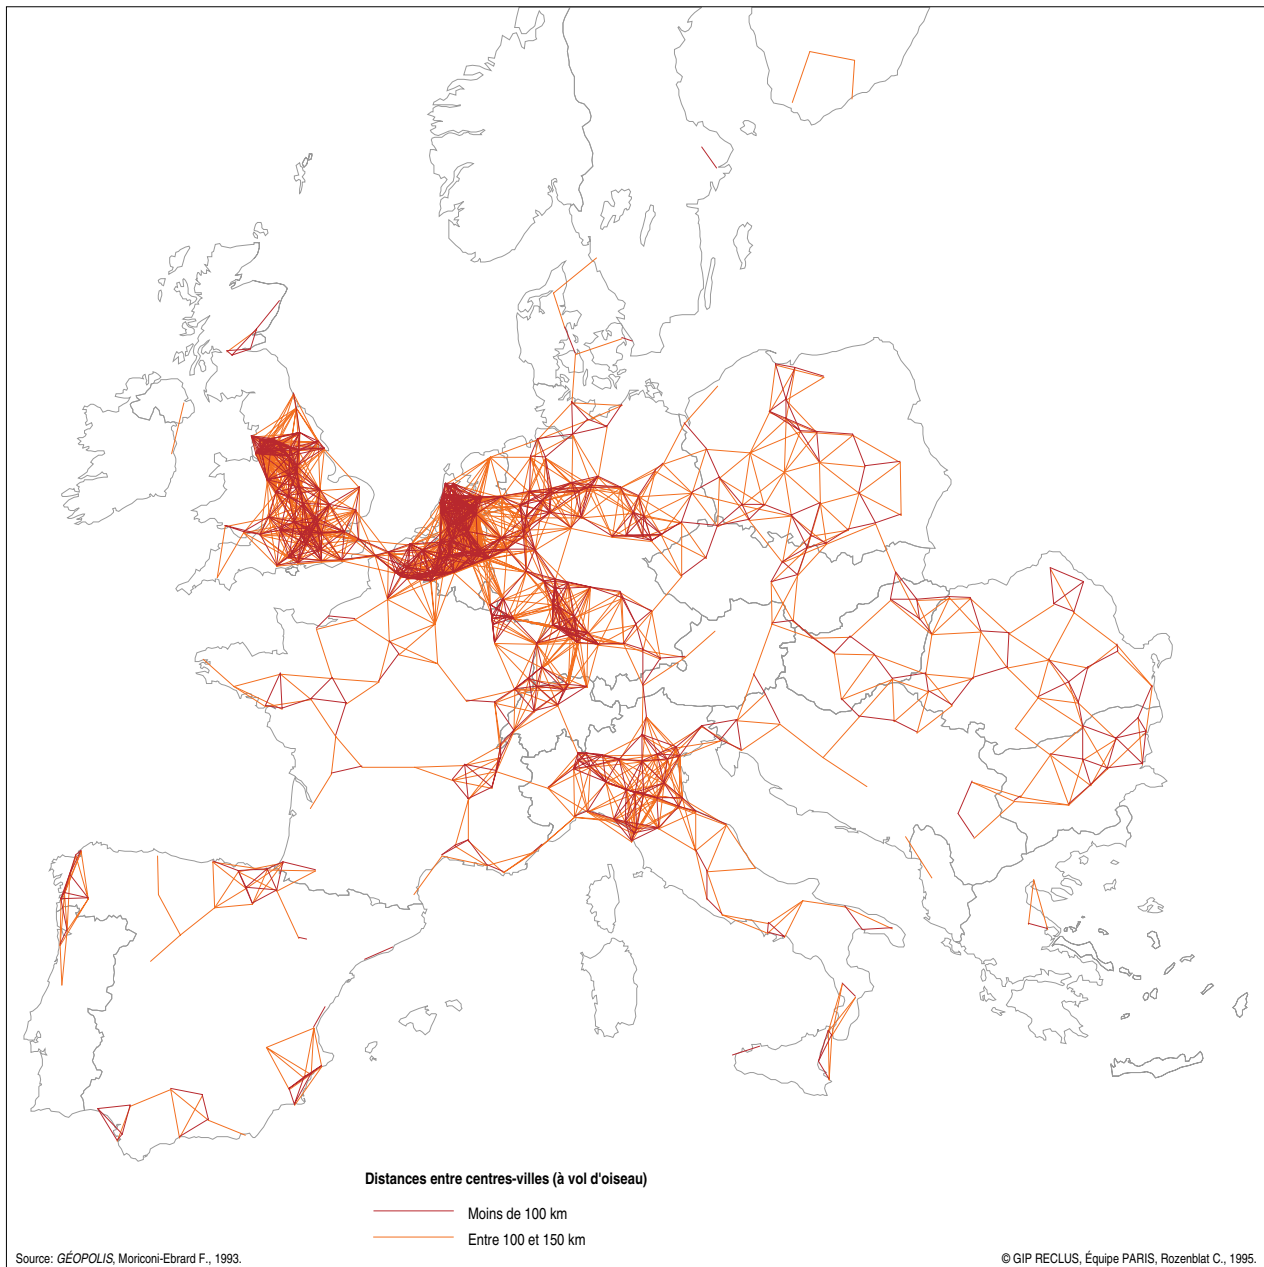 Distances entre centres-villes (à vol d'oiseau)
Moins de 100 km
Entre 100 et 150 km
Source: GÉOPOLIS, Moriconi-Ebrard F., 1993.
© GIP RECLUS, Équipe PARIS, Rozenblat C., 1995.